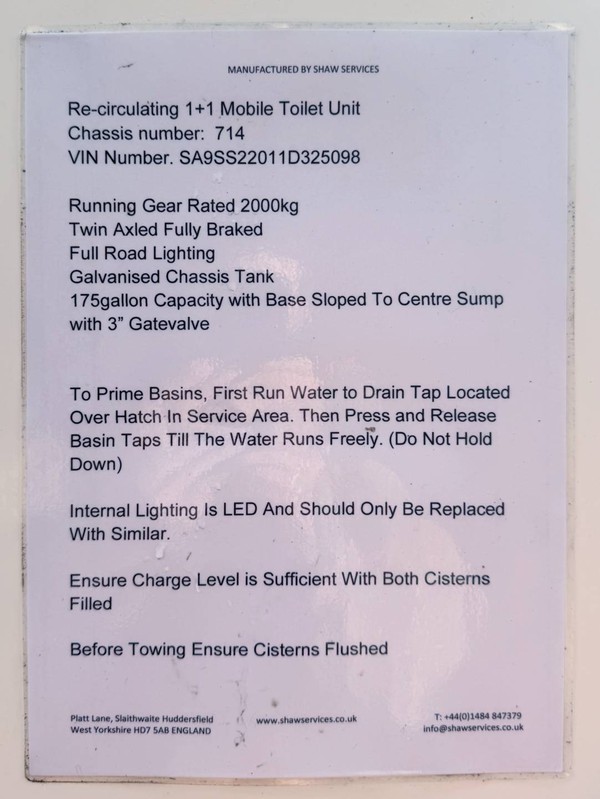 MANUFACTURED BY SHAW SERVICES
Re-circulating 1+1 Mobile Toilet Unit
Chassis number: 714
VIN Number. SA9SS22011D325098
Running Gear Rated 2000kg
Twin Axled Fully Braked
Full Road Lighting
Galvanised Chassis Tank
175gallon Capacity with Base Sloped To Centre Sump
with 3” Gatevalve
To Prime Basins, First Run Water to Drain Tap Located
Over Hatch In Service Area. Then Press and Release
Basin Taps Till The Water Runs Freely. (Do Not Hold
Down)
Internal Lighting Is LED And Should Only Be Replaced
With Similar.
Ensure Charge Level is Sufficient With Both Cisterns
Filled
Before Towing Ensure Cisterns Flushed
Platt Lane, Slaithwaite Huddersfield
West Yorkshire HD7 5AB ENGLAND
www.shawservices.co.uk
T: +44(0)1484 847379
info@shawservices.co.uk